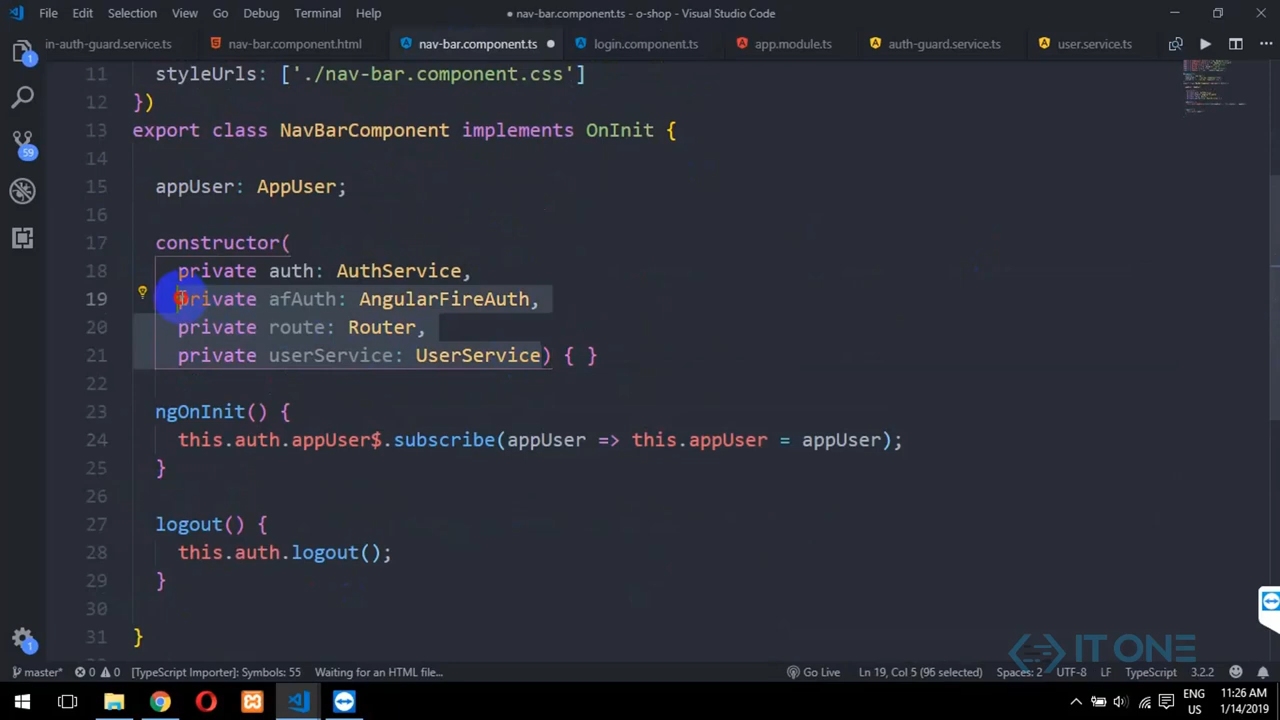 File Edit Selection View Go Debug Terminal Help
● nav-bar.component.ts - o-shop - Visual Studio Code
in-auth-guard.service.ts nav-bar.component.html nav-bar.component.ts login.component.ts app.module.ts auth-guard.service.ts user.service.ts
1
59
1
11 styleUrls: ['./nav-bar.component.css']
12 })
13 export class NavBarComponent implements OnInit {
14
15 appUser: AppUser;
16
17 constructor(
18 private auth: AuthService,
19 private afAuth: AngularFireAuth,
20 private route: Router,
21 private userService: UserService) { }
22
23 ngOnInit() {
24 this.auth.appUser$.subscribe(appUser => this.appUser = appUser);
25 }
26
27 logout() {
28 this.auth.logout();
29 }
30
31 }
IT ONE
master* 0 0 [TypeScript Importer]: Symbols: 55 Waiting for an HTML file... Go Live Ln 19, Col 5 (96 selected) Spaces: 2 UTF-8 LF TypeScript 3.2.2
ENG
US
11:26 AM
1/14/2019